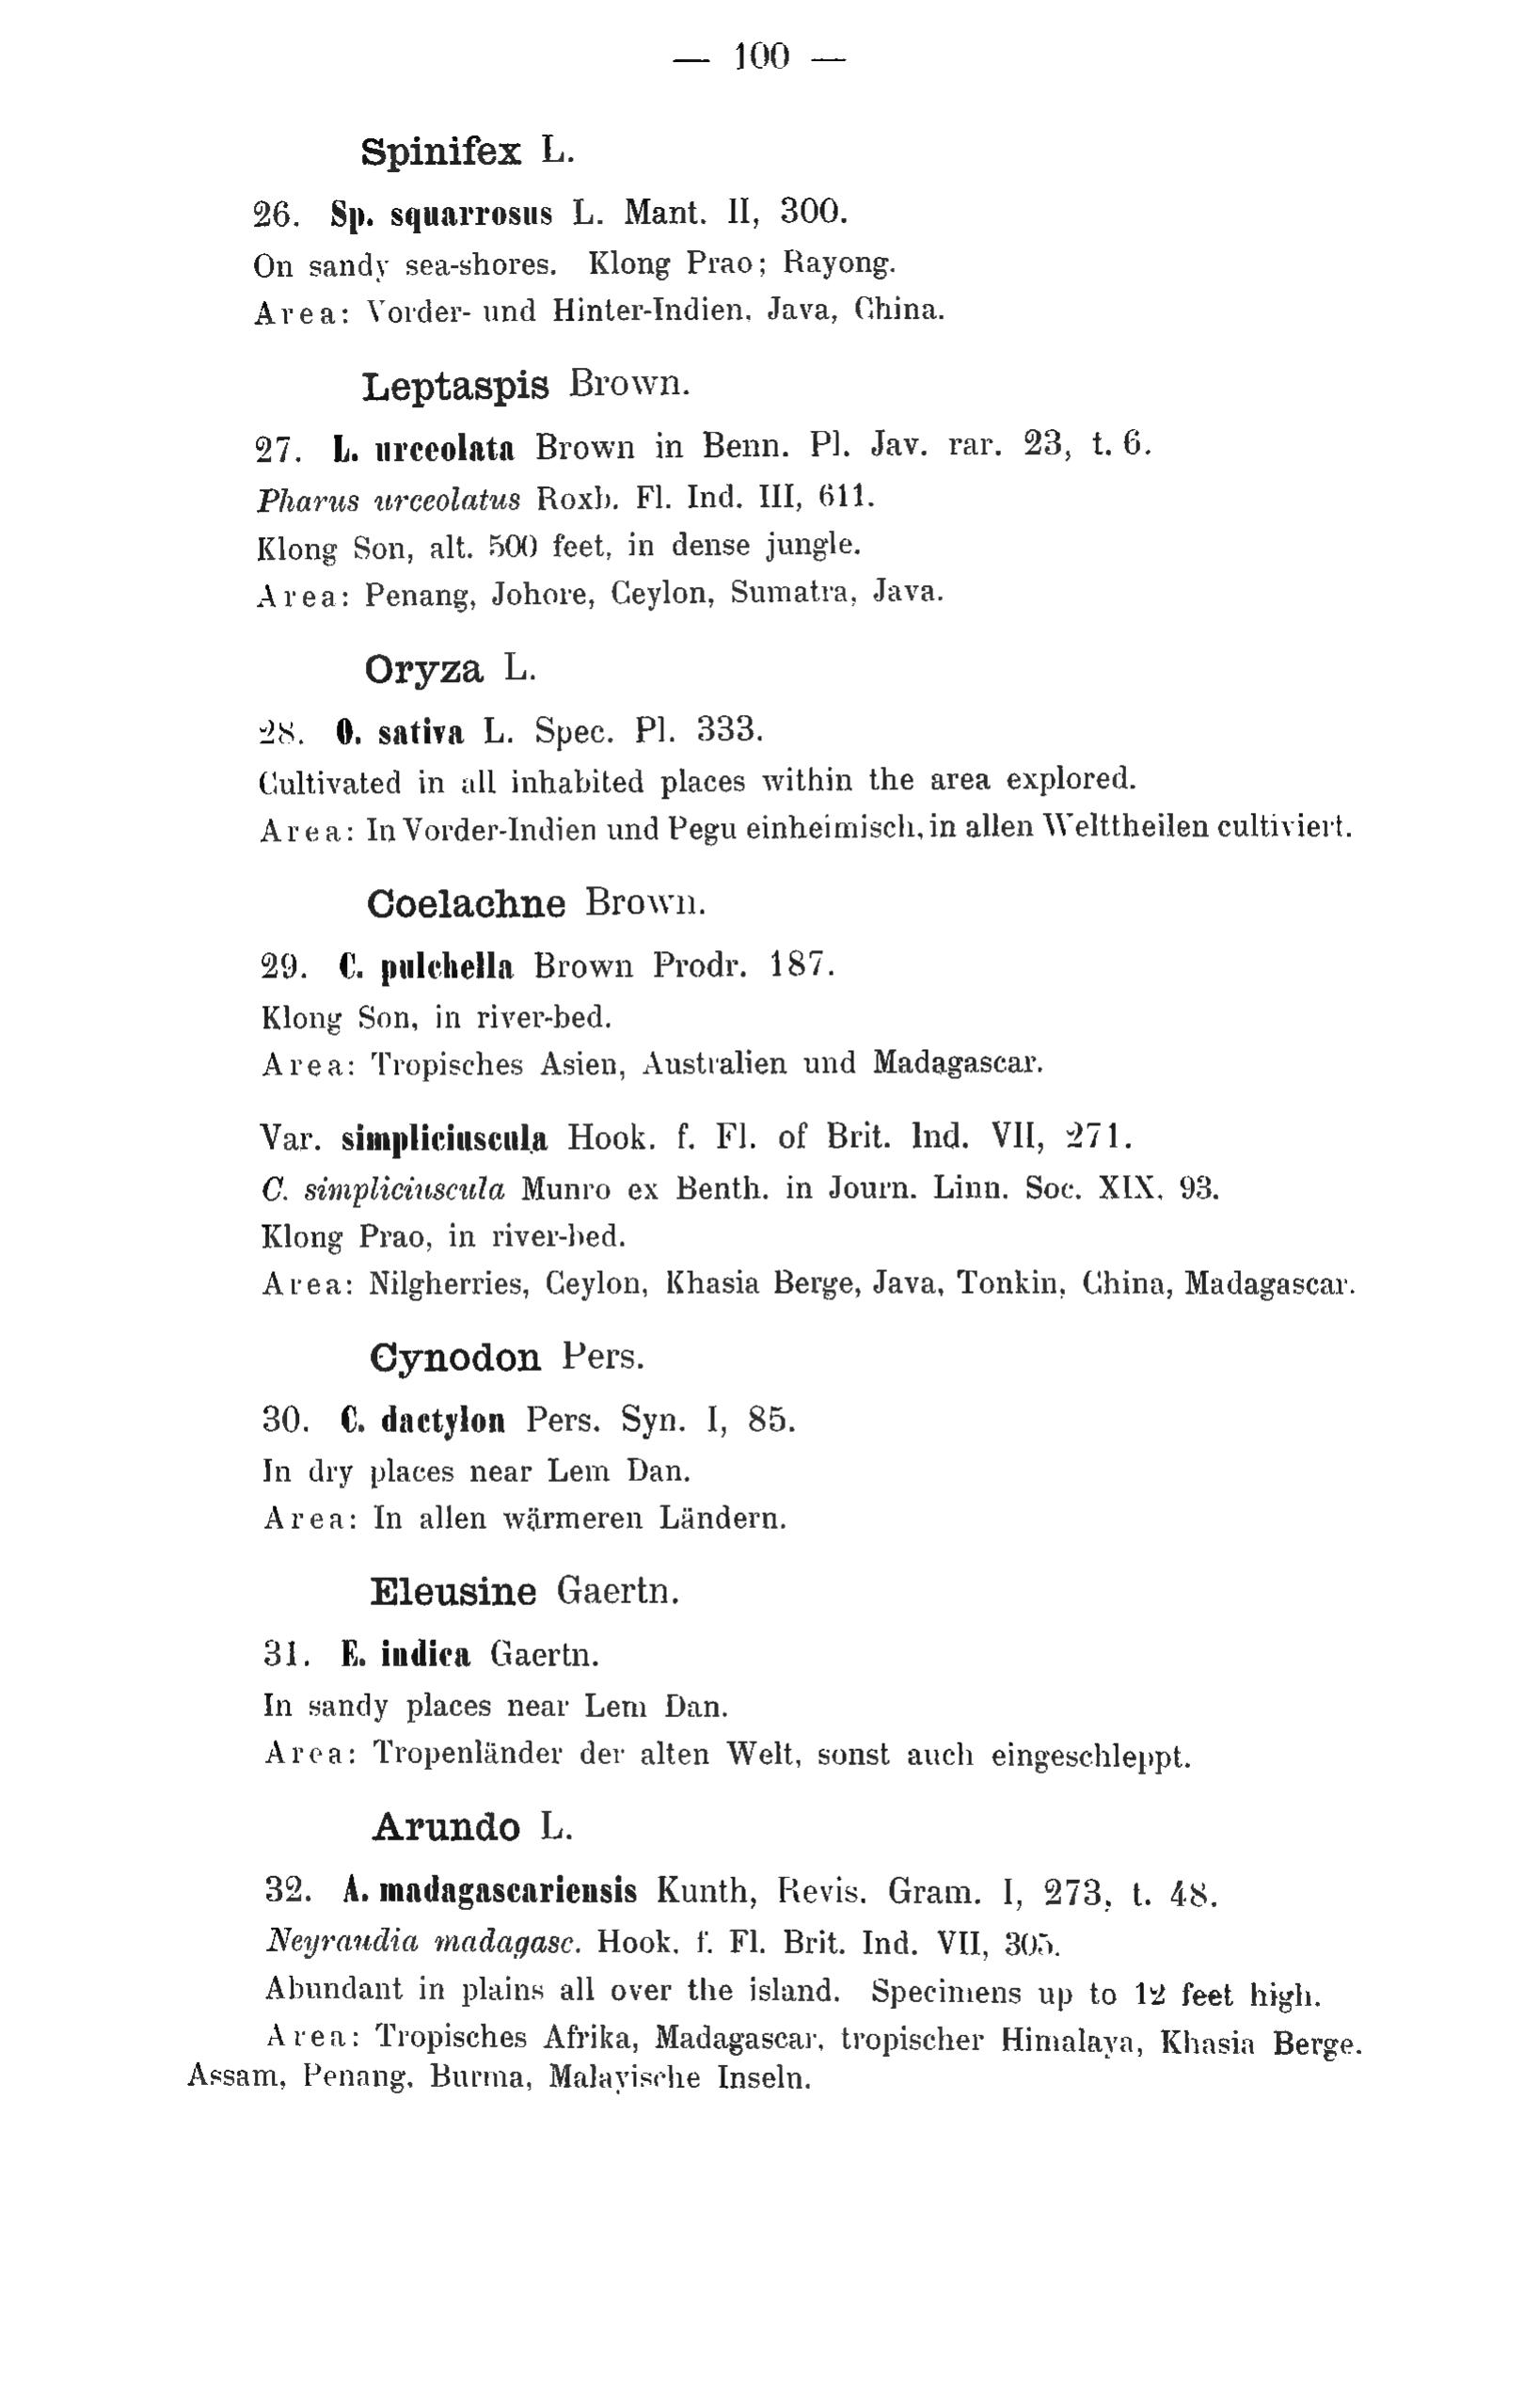 — 100 —
Spinifex L.
26. Sp. squarrosus L. Mant. II, 300.
On sandy sea-shores. Klong Prao; Rayong.
Area: Vorder- und Hinter-Indien, Java, China.
Leptaspis Brown.
27. L. urceolata Brown in Benn. Pl. Jav. rar. 23, t. 6.
Pharus urceolatus Roxb. Fl. Ind. III, 611.
Klong Son, alt. 500 feet, in dense jungle.
Area: Penang, Johore, Ceylon, Sumatra, Java.
Oryza L.
28. O. sativa L. Spec. Pl. 333.
Cultivated in all inhabited places within the area explored.
Area: In Vorder-Indien und Pegu einheimisch, in allen Welttheilen cultiviert.
Coelachne Brown.
29. C. pulchella Brown Prodr. 187.
Klong Son, in river-bed.
Area: Tropisches Asien, Australien und Madagascar.
Var. simpliciuscula Hook. f. Fl. of Brit. Ind. VII, 271.
C. simpliciuscula Munro ex Benth. in Journ. Linn. Soc. XIX, 93.
Klong Prao, in river-bed.
Area: Nilgherries, Ceylon, Khasia Berge, Java, Tonkin, China, Madagascar.
Cynodon Pers.
30. C. dactylon Pers. Syn. I, 85.
In dry places near Lem Dan.
Area: In allen wärmeren Ländern.
Eleusine Gaertn.
31. E. indica Gaertn.
In sandy places near Lem Dan.
Area: Tropenländer der alten Welt, sonst auch eingeschleppt.
Arundo L.
32. A. madagascariensis Kunth, Revis. Gram. I, 273, t. 48.
Neyraudia madagasc. Hook. f. Fl. Brit. Ind. VII, 305.
Abundant in plains all over the island. Specimens up to 12 feet high.
Area: Tropisches Afrika, Madagascar, tropischer Himalaya, Khasia Berge.
Assam, Penang, Burma, Malayische Inseln.